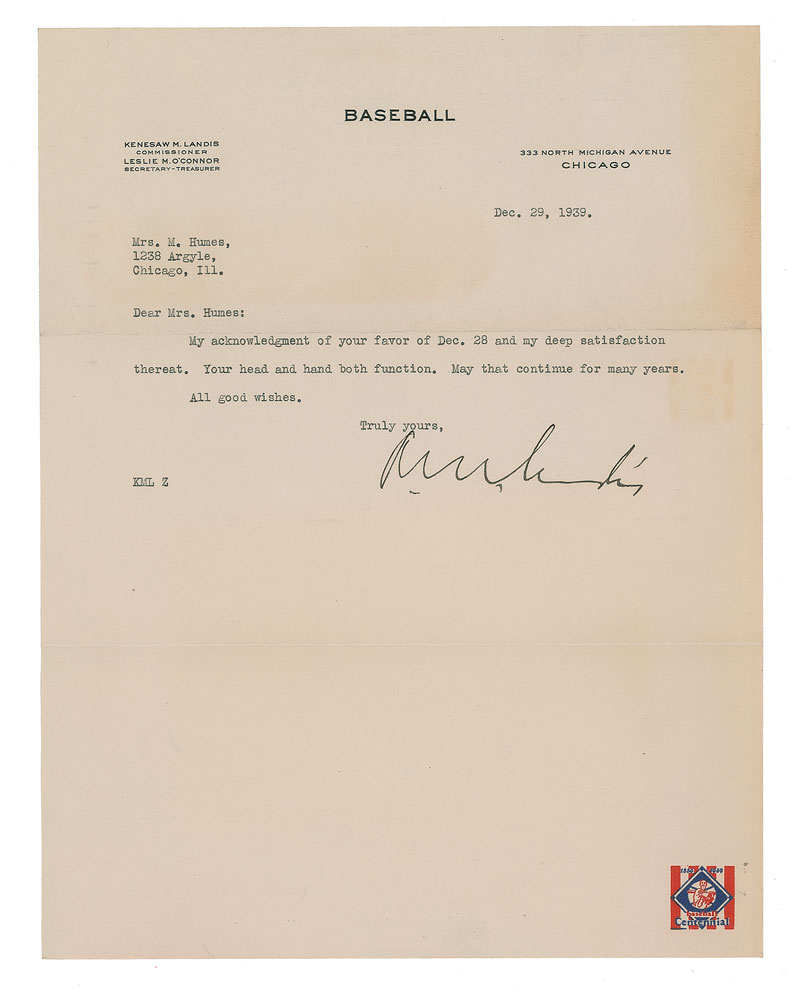 BASEBALL
KENESAW M. LANDIS
COMMISSIONER
LESLIE M. O'CONNOR
SECRETARY-TREASURER
333 NORTH MICHIGAN AVENUE
CHICAGO
Dec. 29, 1939.
Mrs. M. Humes,
1238 Argyle,
Chicago, Ill.
Dear Mrs. Humes:
My acknowledgment of your favor of Dec. 28 and my deep satisfaction
thereat. Your head and hand both function. May that continue for many years.
All good wishes.
Truly yours,
KML Z
Baseball
Centennial